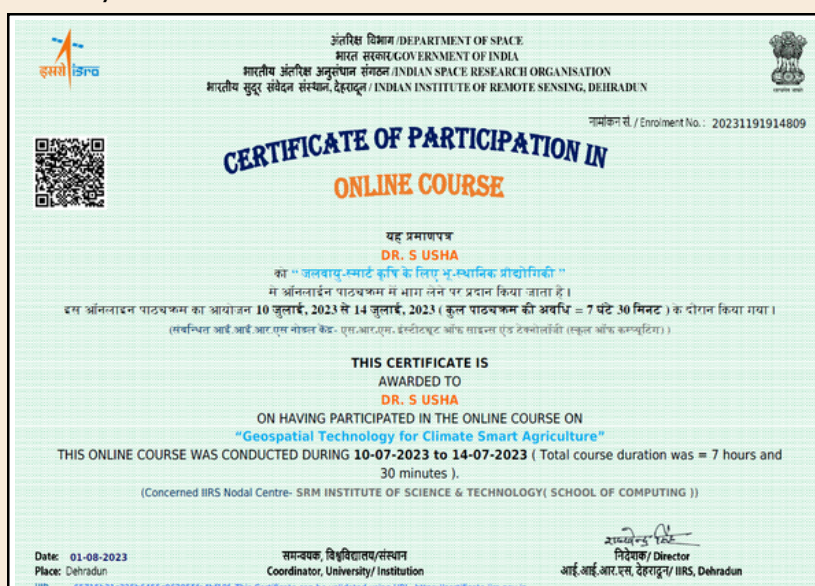 अंतरिक्ष विभाग /DEPARTMENT OF SPACE
भारत सरकार/GOVERNMENT OF INDIA
भारतीय अंतरिक्ष अनुसंधान संगठन /INDIAN SPACE RESEARCH ORGANISATION
भारतीय सुदूर संवेदन संस्थान, देहरादून / INDIAN INSTITUTE OF REMOTE SENSING, DEHRADUN
इसरो isro
नामांकन सं. / Enrolment No.: 20231191914809
CERTIFICATE OF PARTICIPATION IN
ONLINE COURSE
यह प्रमाणपत्र
DR. S USHA
को " जलवायु-स्मार्ट कृषि के लिए भू-स्थानिक प्रौद्योगिकी "
में ऑनलाईन पाठ्यक्रम में भाग लेने पर प्रदान किया जाता है।
इस ऑनलाइन पाठ्यक्रम का आयोजन 10 जुलाई, 2023 से 14 जुलाई, 2023 ( कुल पाठ्यक्रम की अवधि = 7 घंटे 30 मिनट ) के दौरान किया गया।
(संबन्धित आई.आई.आर.एस नोडल केंद्र- एस.आर.एम. इंस्टीट्यूट ऑफ साइन्स एंड टेक्नोलॉजी (स्कूल ऑफ कम्प्यूटिंग) )
THIS CERTIFICATE IS
AWARDED TO
DR. S USHA
ON HAVING PARTICIPATED IN THE ONLINE COURSE ON
"Geospatial Technology for Climate Smart Agriculture"
THIS ONLINE COURSE WAS CONDUCTED DURING 10-07-2023 to 14-07-2023 ( Total course duration was = 7 hours and
30 minutes ).
(Concerned IIRS Nodal Centre- SRM INSTITUTE OF SCIENCE & TECHNOLOGY( SCHOOL OF COMPUTING ))
Date: 01-08-2023
Place: Dehradun
समन्वयक, विश्वविद्यालय/संस्थान
Coordinator, University/ Institution
निदेशक/ Director
आई.आई.आर.एस, देहरादून/ IIRS, Dehradun